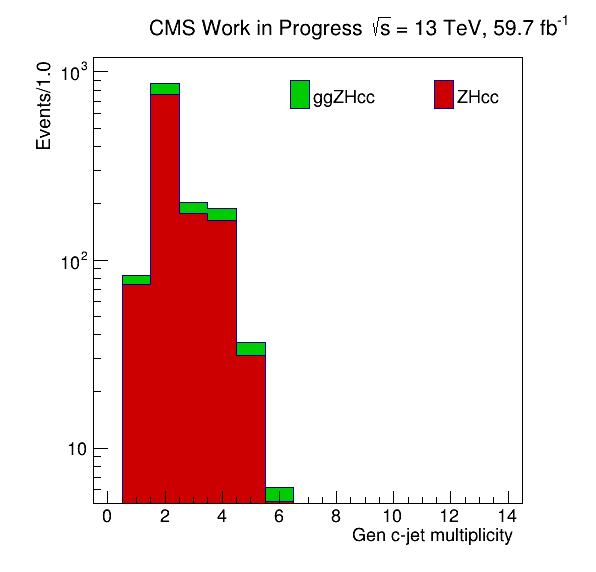 CMS Work in Progress √s = 13 TeV, 59.7 fb⁻¹
Events/1.0
ggZHcc ZHcc
10³
10²
10
0 2 4 6 8 10 12 14
Gen c-jet multiplicity